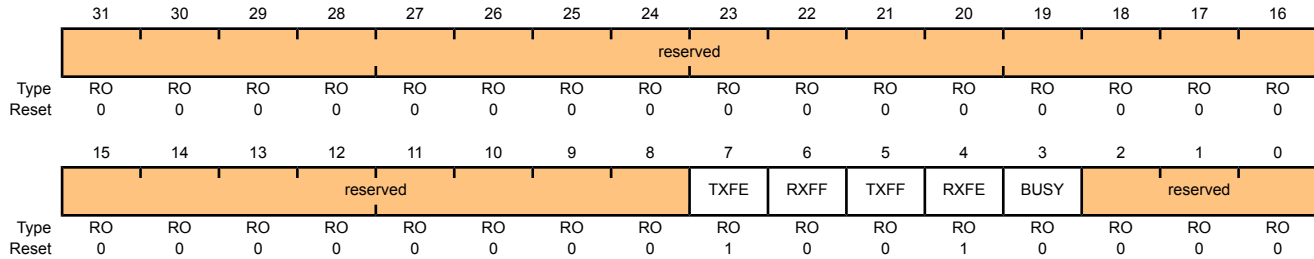 31 30 29 28 27 26 25 24 23 22 21 20 19 18 17 16
reserved
Type RO RO RO RO RO RO RO RO RO RO RO RO RO RO RO RO
Reset 0 0 0 0 0 0 0 0 0 0 0 0 0 0 0 0
15 14 13 12 11 10 9 8 7 6 5 4 3 2 1 0
reserved TXFE RXFF TXFF RXFE BUSY reserved
Type RO RO RO RO RO RO RO RO RO RO RO RO RO RO RO RO
Reset 0 0 0 0 0 0 0 0 1 0 0 1 0 0 0 0